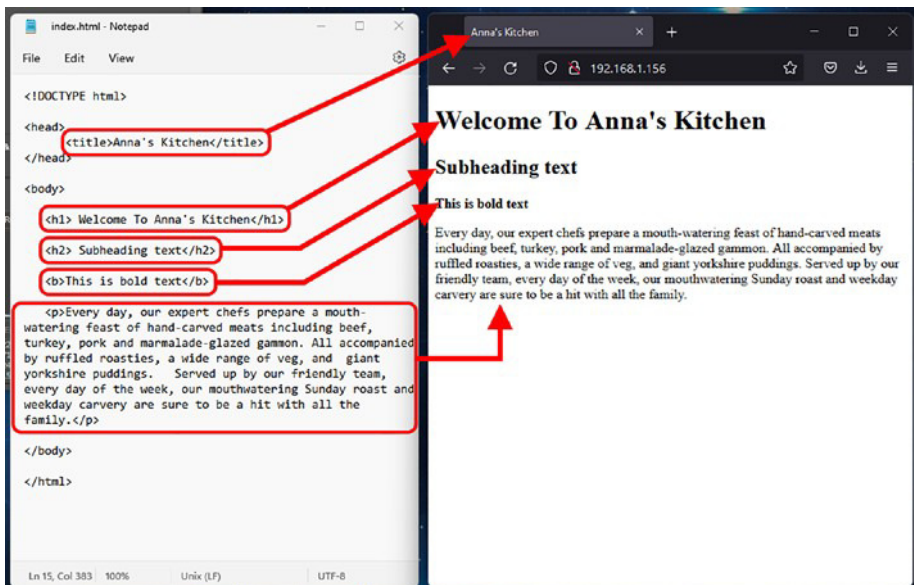 index.html - Notepad
File Edit View
<!DOCTYPE html>
<head>
<title>Anna's Kitchen</title>
</head>
<body>
<h1> Welcome To Anna's Kitchen</h1>
<h2> Subheading text</h2>
<b>This is bold text</b>
<p>Every day, our expert chefs prepare a mouth-
watering feast of hand-carved meats including beef,
turkey, pork and marmalade-glazed gammon. All accompanied
by ruffled roasties, a wide range of veg, and giant
yorkshire puddings. Served up by our friendly team,
every day of the week, our mouthwatering Sunday roast and
weekday carvery are sure to be a hit with all the
family.</p>
</body>
</html>
Ln 15, Col 383 100% Unix (LF) UTF-8
Anna's Kitchen
192.168.1.156
Welcome To Anna's Kitchen
Subheading text
This is bold text
Every day, our expert chefs prepare a mouth-watering feast of hand-carved meats
including beef, turkey, pork and marmalade-glazed gammon. All accompanied by
ruffled roasties, a wide range of veg, and giant yorkshire puddings. Served up by our
friendly team, every day of the week, our mouthwatering Sunday roast and weekday
carvery are sure to be a hit with all the family.